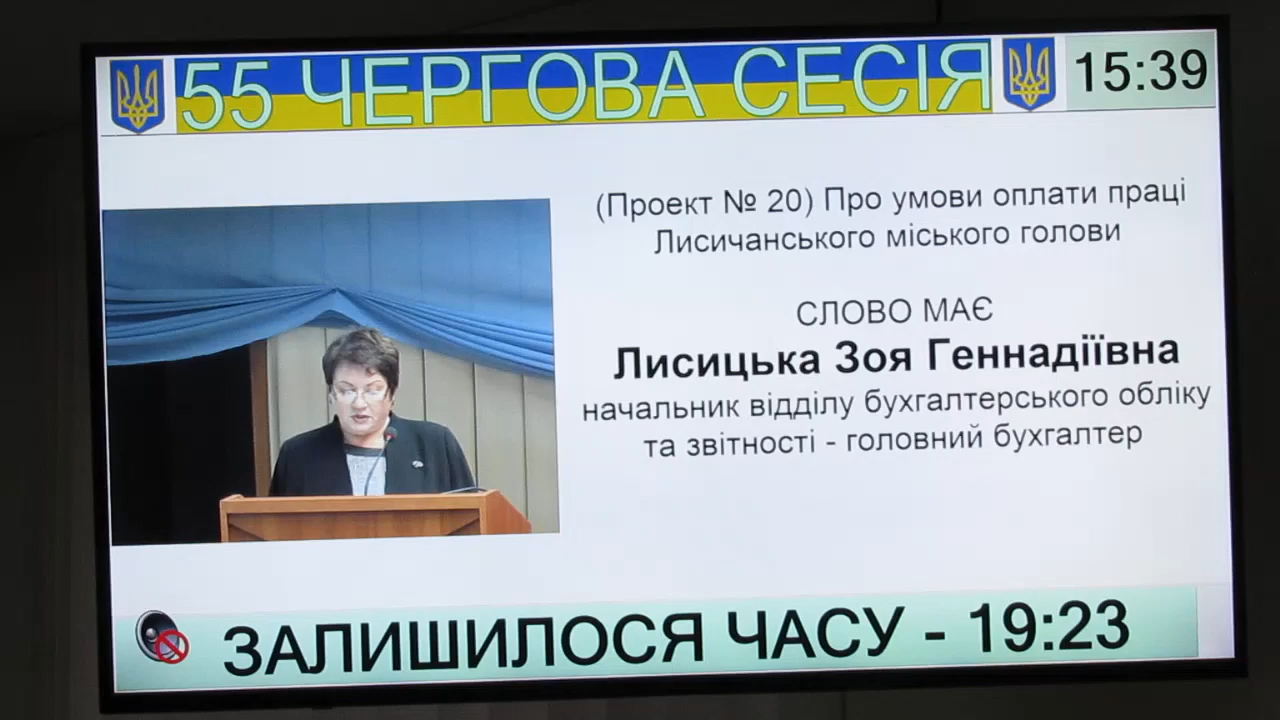 55 ЧЕРГОВА СЕСІЯ
15:39
(Проект № 20) Про умови оплати праці
Лисичанського міського голови
СЛОВО МАЄ
Лисицька Зоя Геннадіївна
начальник відділу бухгалтерського обліку
та звітності - головний бухгалтер
ЗАЛИШИЛОСЯ ЧАСУ - 19:23